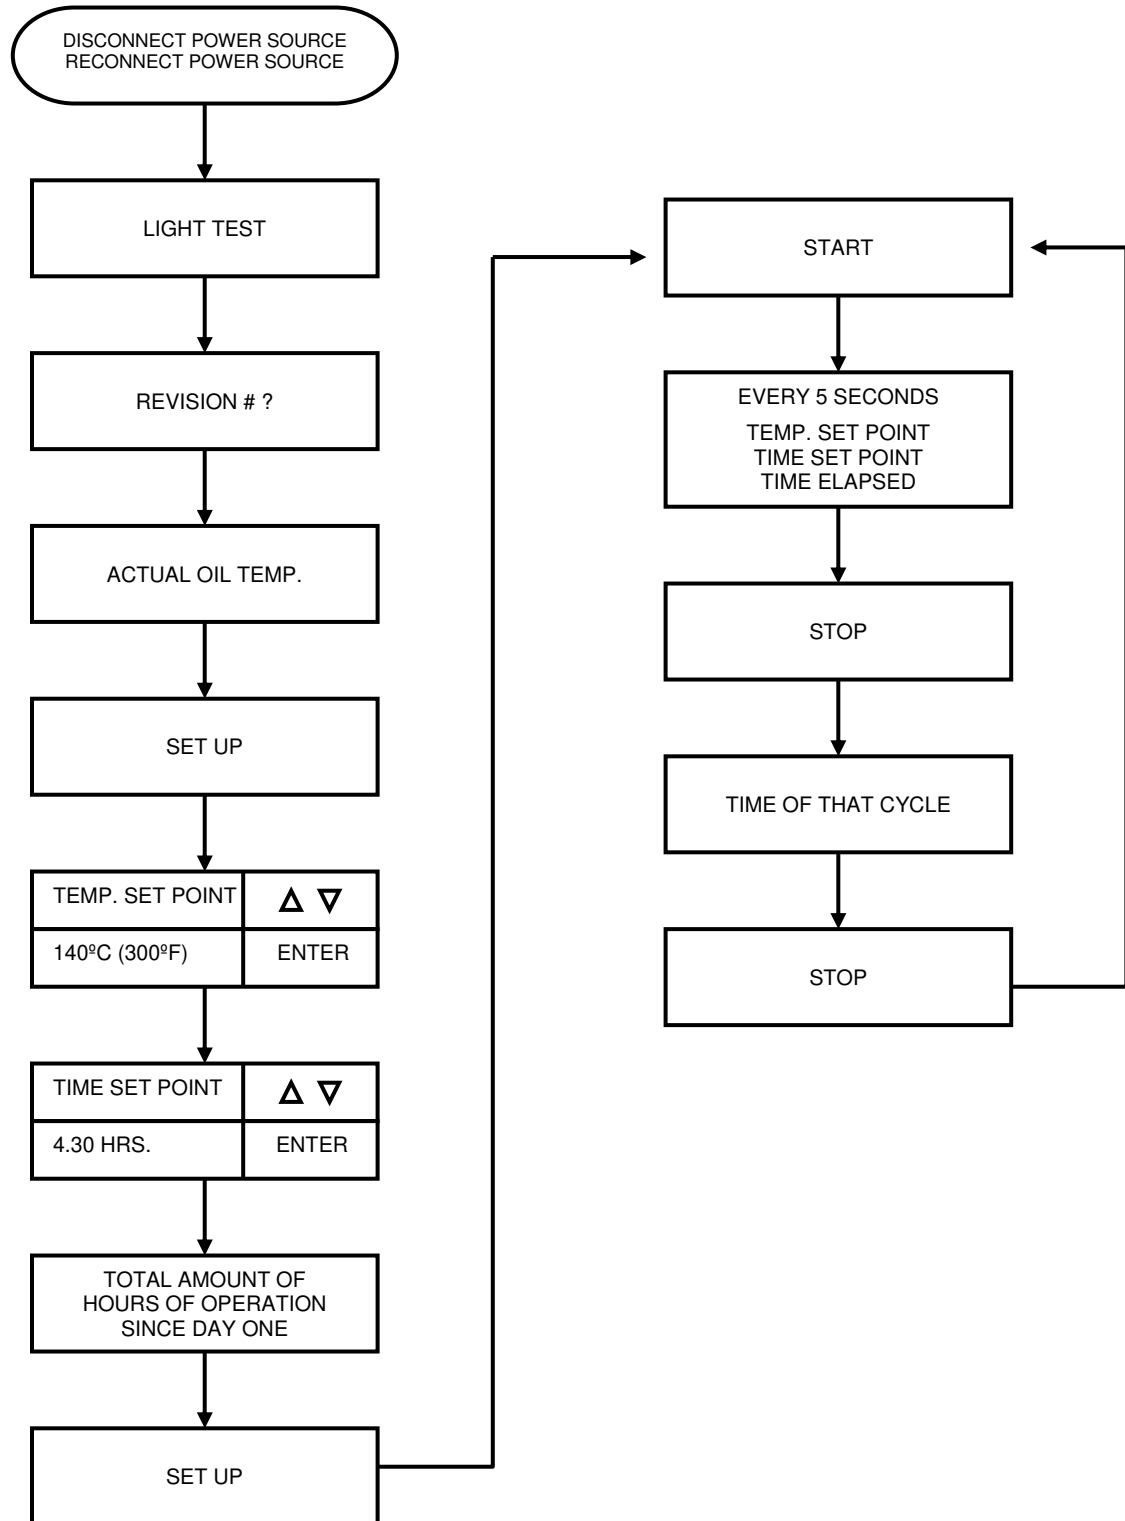 DISCONNECT POWER SOURCE
RECONNECT POWER SOURCE
LIGHT TEST
REVISION # ?
ACTUAL OIL TEMP.
SET UP
TEMP. SET POINT
140ºC (300ºF)
ENTER
TIME SET POINT
4.30 HRS.
ENTER
TOTAL AMOUNT OF
HOURS OF OPERATION
SINCE DAY ONE
SET UP
START
EVERY 5 SECONDS
TEMP. SET POINT
TIME SET POINT
TIME ELAPSED
STOP
TIME OF THAT CYCLE
STOP